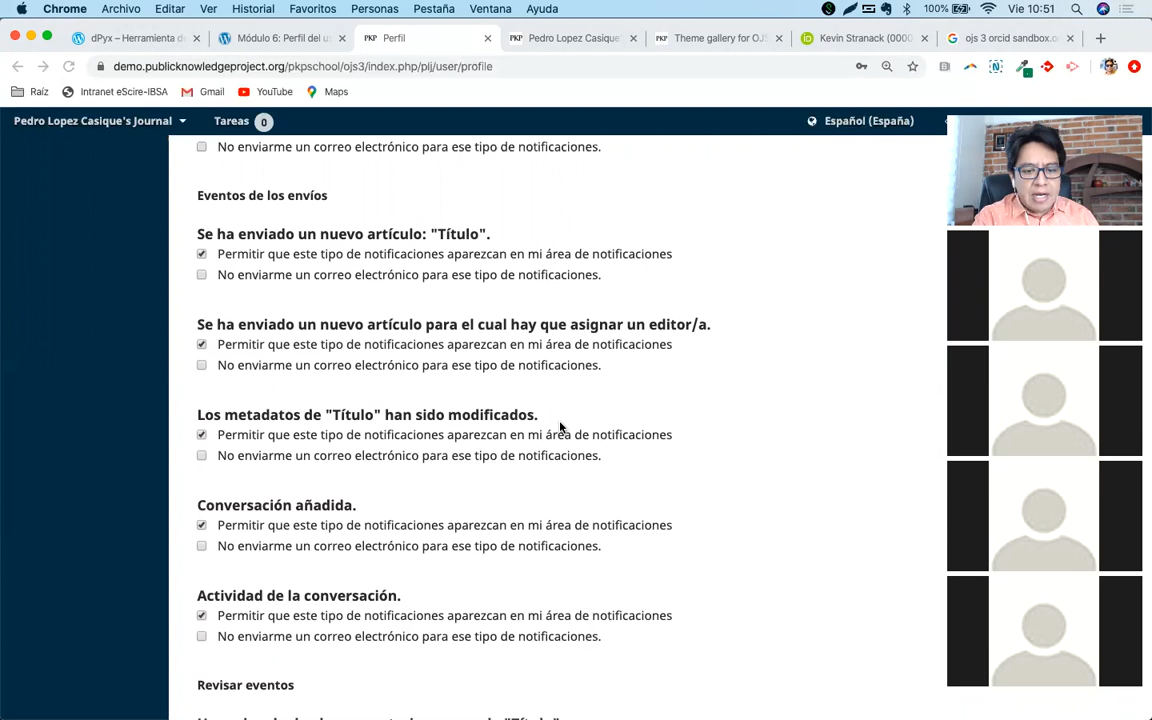 Chrome Archivo Editar Ver Historial Favoritos Personas Pestaña Ventana Ayuda 100% Vie 10:51
dPyx – Herramienta d Módulo 6: Perfil del u Perfil Pedro Lopez Casique' Theme gallery for OJS Kevin Stranack (0000 ojs 3 orcid sandbox.o
demo.publicknowledgeproject.org/pkpschool/ojs3/index.php/plj/user/profile
Raíz Intranet eScire-IBSA Gmail YouTube Maps
Pedro Lopez Casique's Journal Tareas 0 Español (España)
No enviarme un correo electrónico para ese tipo de notificaciones.
Eventos de los envíos
Se ha enviado un nuevo artículo: "Título".
Permitir que este tipo de notificaciones aparezcan en mi área de notificaciones
No enviarme un correo electrónico para ese tipo de notificaciones.
Se ha enviado un nuevo artículo para el cual hay que asignar un editor/a.
Permitir que este tipo de notificaciones aparezcan en mi área de notificaciones
No enviarme un correo electrónico para ese tipo de notificaciones.
Los metadatos de "Título" han sido modificados.
Permitir que este tipo de notificaciones aparezcan en mi área de notificaciones
No enviarme un correo electrónico para ese tipo de notificaciones.
Conversación añadida.
Permitir que este tipo de notificaciones aparezcan en mi área de notificaciones
No enviarme un correo electrónico para ese tipo de notificaciones.
Actividad de la conversación.
Permitir que este tipo de notificaciones aparezcan en mi área de notificaciones
No enviarme un correo electrónico para ese tipo de notificaciones.
Revisar eventos